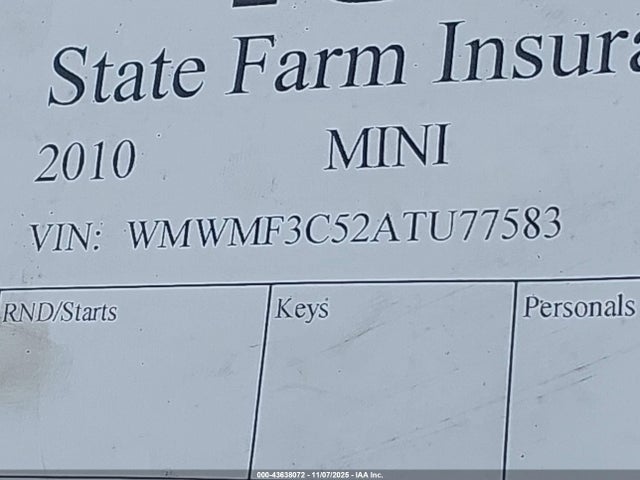 State Farm Insura
2010 MINI
VIN: WMWMF3C52ATU77583
RND/Starts Keys Personals
000-43638072 - 11/07/2025 - IAA Inc.